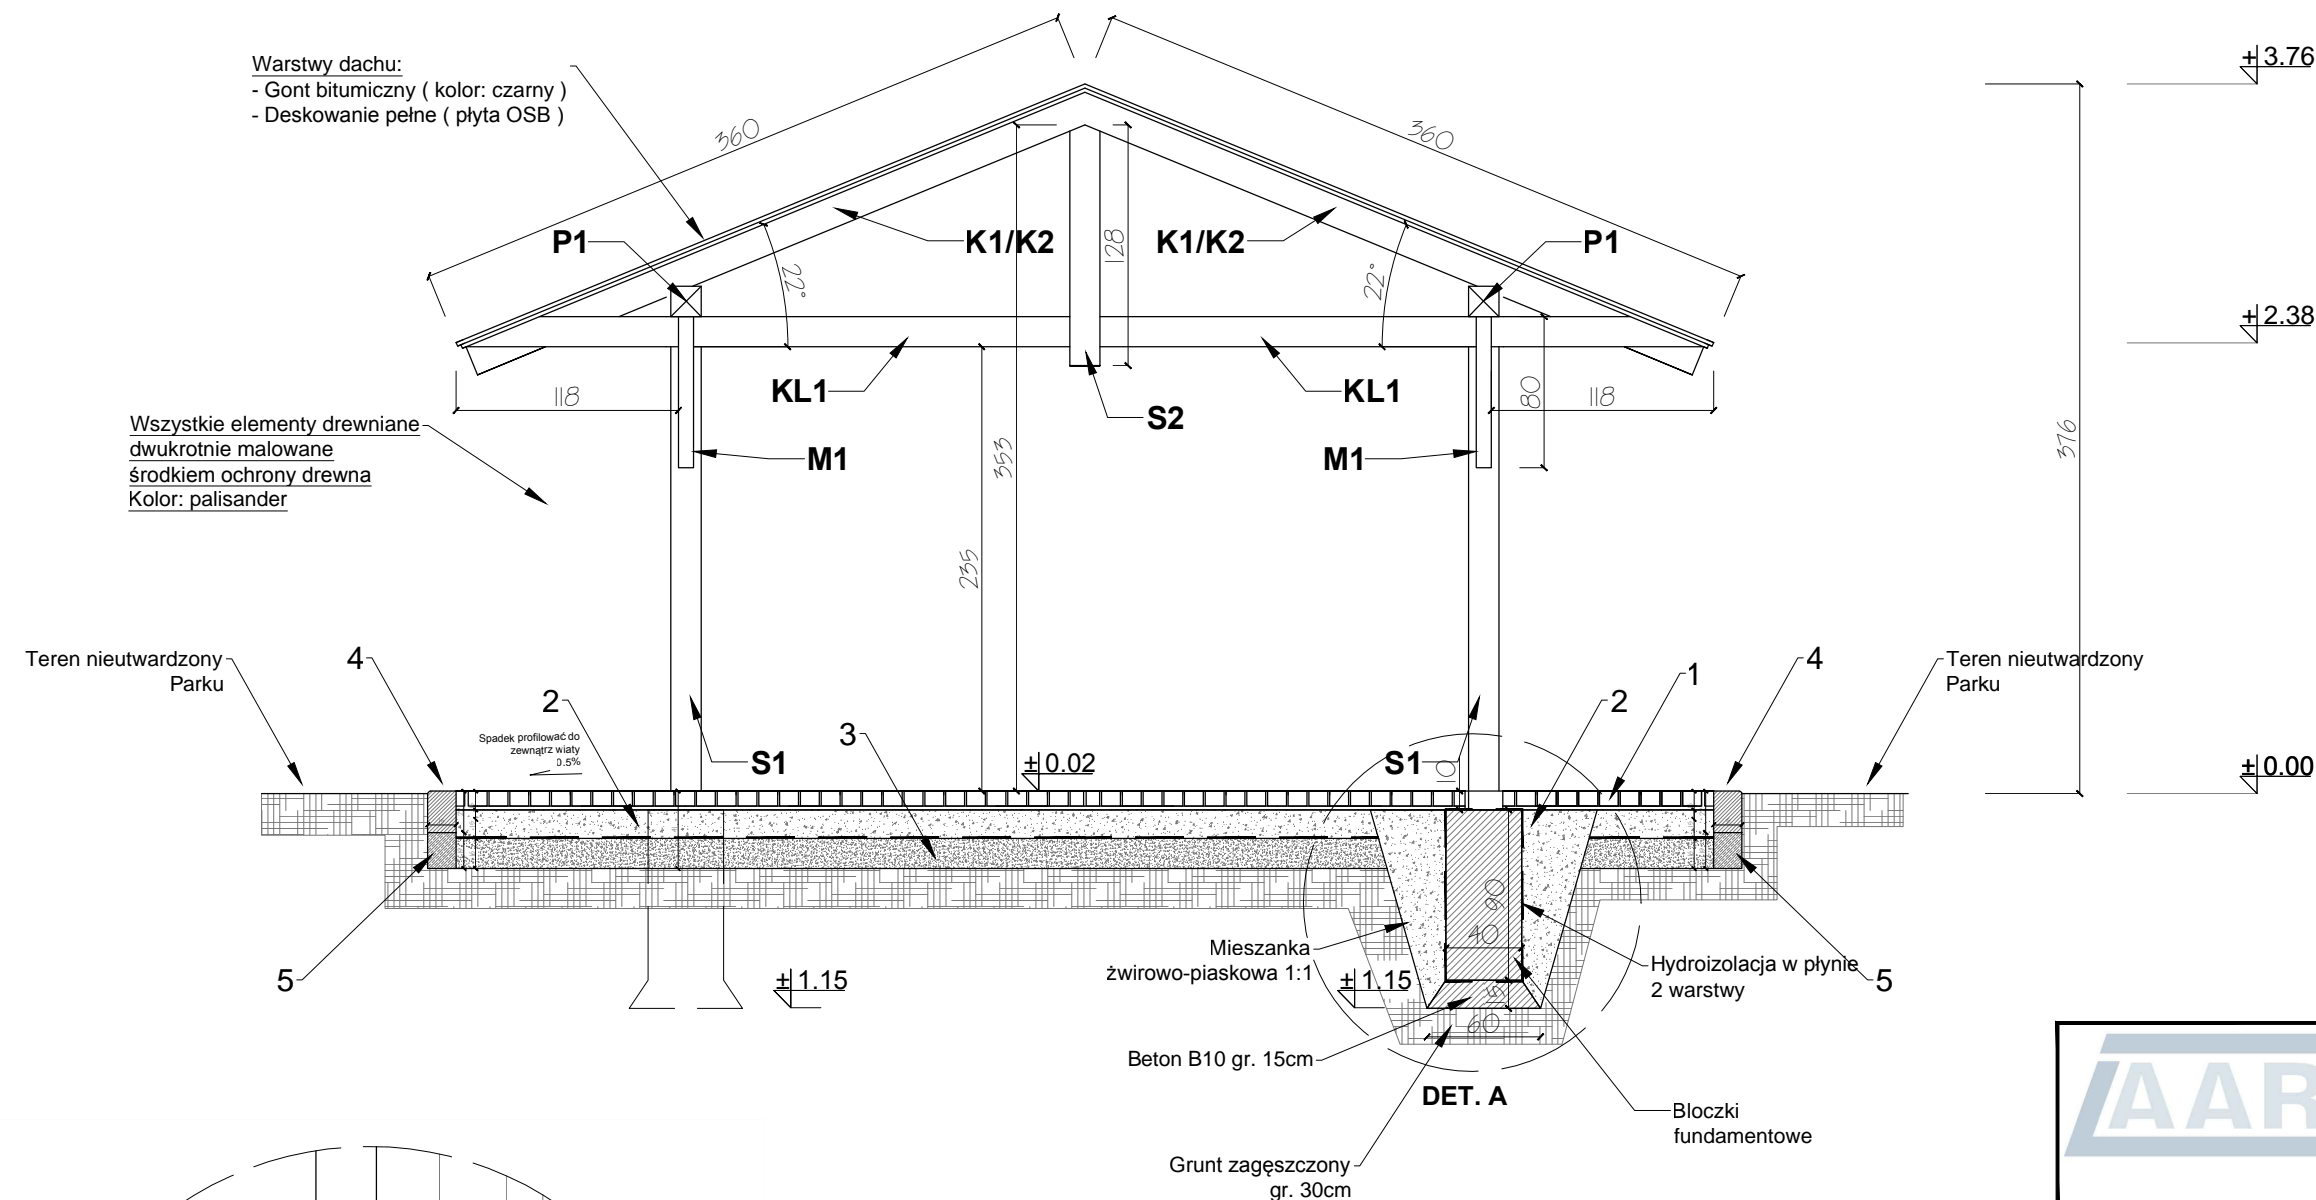 Warstwy dachu:
- Gont bitumiczny ( kolor: czarny )
- Deskowanie pełne ( płyta OSB )
360
360
± 3.76
P1
K1/K2
128
K1/K2
P1
22°
22°
± 2.38
118
KL1
S2
KL1
80
118
Wszystkie elementy drewniane
dwukrotnie malowane
środkiem ochrony drewna
Kolor: palisander
M1
353
M1
376
235
Teren nieutwardzony
Parku
4
2
3
1
2
4
Teren nieutwardzony
Parku
Spadek profilować do
zewnątrz wiaty
0.5%
S1
± 0.02
S1
10
± 0.00
5
± 1.15
Mieszanka
żwirowo-piaskowa 1:1
± 1.15
90
40
15
60
Hydroizolacja w płynie
2 warstwy
5
Beton B10 gr. 15cm
DET. A
Bloczki
fundamentowe
Grunt zagęszczony
gr. 30cm
AAR